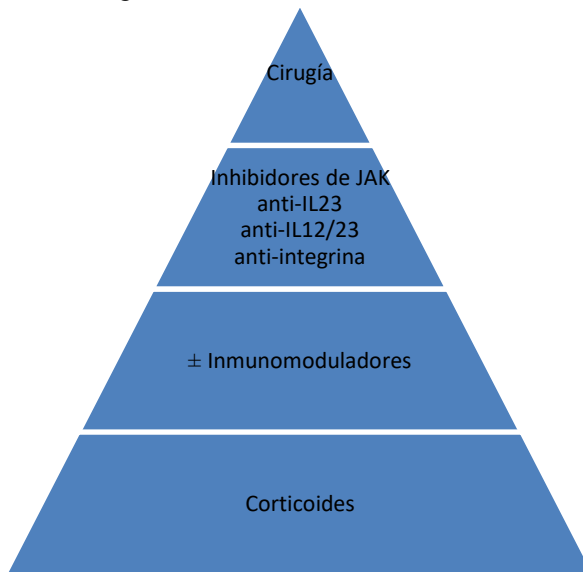 Cirugía
Inhibidores de JAK
anti-IL23
anti-IL12/23
anti-integrina
± Inmunomoduladores
Corticoides